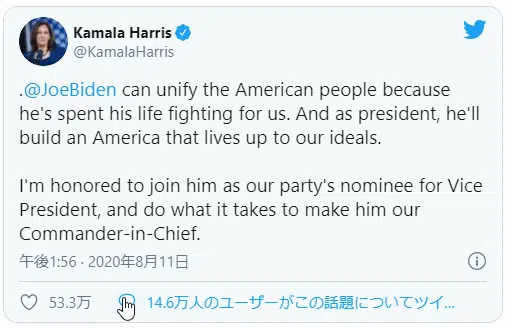 Kamala Harris
@KamalaHarris
.@JoeBiden can unify the American people because
he's spent his life fighting for us. And as president, he'll
build an America that lives up to our ideals.
I'm honored to join him as our party's nominee for Vice
President, and do what it takes to make him our
Commander-in-Chief.
午後1:56 · 2020年8月11日
53.3万 14.6万人のユーザーがこの話題についてツイ...